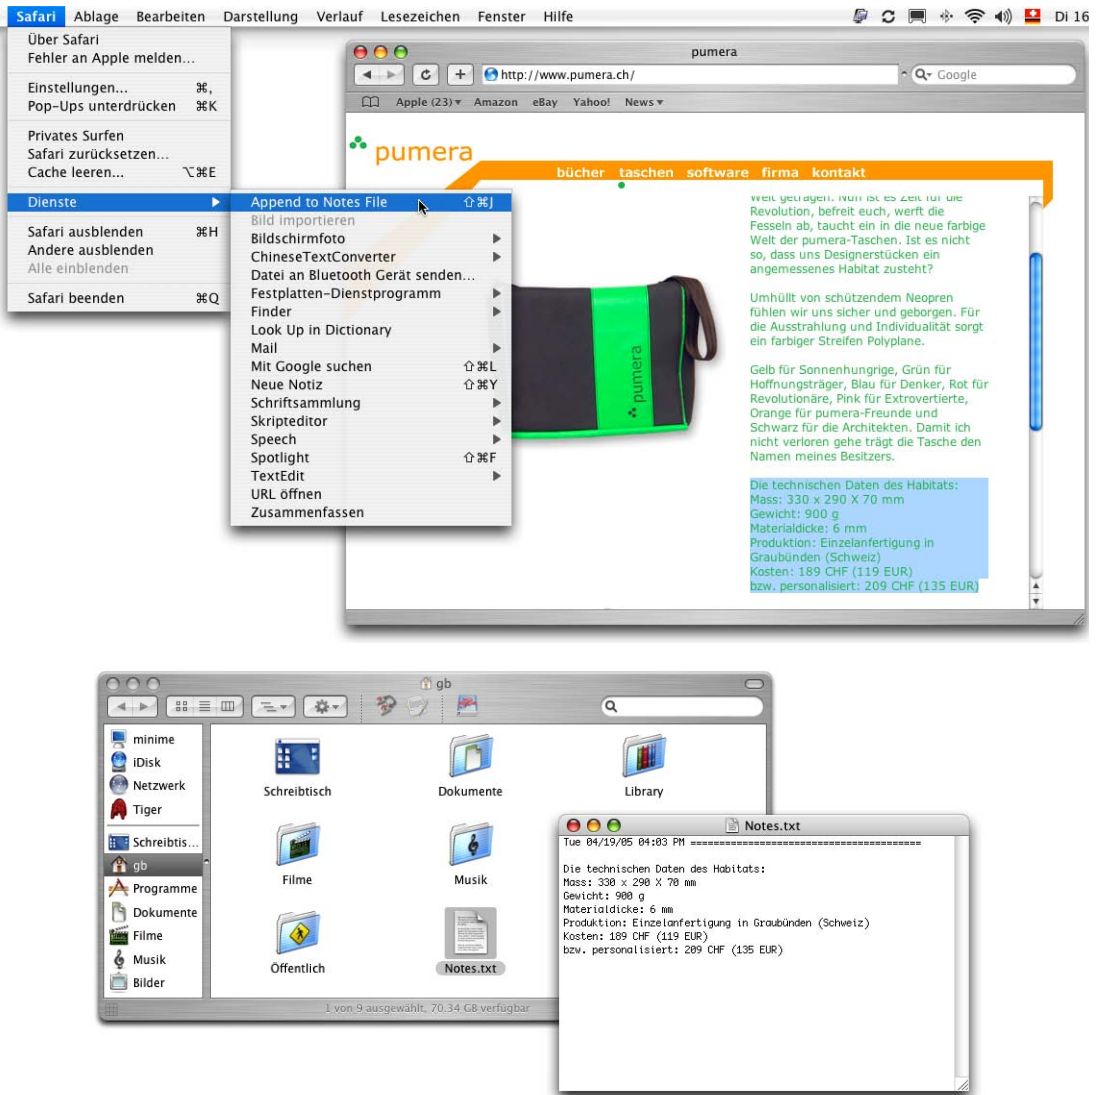 Safari Ablage Bearbeiten Darstellung Verlauf Lesezeichen Fenster Hilfe Di 16
Über Safari
Fehler an Apple melden...
Einstellungen... ⌘,
Pop-Ups unterdrücken ⌘K
Privates Surfen
Safari zurücksetzen...
Cache leeren... ⌥⌘E
Dienste
Safari ausblenden ⌘H
Andere ausblenden
Alle einblenden
Safari beenden ⌘Q
Append to Notes File ⇧⌘J
Bild importieren
Bildschirmfoto
ChineseTextConverter
Datei an Bluetooth Gerät senden...
Festplatten-Dienstprogramm
Finder
Look Up in Dictionary
Mail
Mit Google suchen ⇧⌘L
Neue Notiz ⇧⌘Y
Schriftsammlung
Skripteditor
Speech
Spotlight ⇧⌘F
TextEdit
URL öffnen
Zusammenfassen
pumera
http://www.pumera.ch/
Google
Apple (23) Amazon eBay Yahoo! News
pumera
bücher taschen software firma kontakt
Welt getragen. Nun ist es Zeit für die
Revolution, befreit euch, werft die
Fesseln ab, taucht ein in die neue farbige
Welt der pumera-Taschen. Ist es nicht
so, dass uns Designerstücken ein
angemessenes Habitat zusteht?
Umhüllt von schützendem Neopren
fühlen wir uns sicher und geborgen. Für
die Ausstrahlung und Individualität sorgt
ein farbiger Streifen Polyplane.
Gelb für Sonnenhungrige, Grün für
Hoffnungsträger, Blau für Denker, Rot für
Revolutionäre, Pink für Extrovertierte,
Orange für pumera-Freunde und
Schwarz für die Architekten. Damit ich
nicht verloren gehe trägt die Tasche den
Namen meines Besitzers.
Die technischen Daten des Habitats:
Mass: 330 x 290 X 70 mm
Gewicht: 900 g
Materialdicke: 6 mm
Produktion: Einzelanfertigung in
Graubünden (Schweiz)
Kosten: 189 CHF (119 EUR)
bzw. personalisiert: 209 CHF (135 EUR)
pumera
gb
minime
iDisk
Netzwerk
Tiger
Schreibtis...
gb
Programme
Dokumente
Filme
Musik
Bilder
Schreibtisch Dokumente Library
Filme Musik
Öffentlich Notes.txt
1 von 9 ausgewählt, 70.34 GB verfügbar
Notes.txt
Tue 04/19/05 04:03 PM ========================================
Die technischen Daten des Habitats:
Mass: 330 x 290 X 70 mm
Gewicht: 900 g
Materialdicke: 6 mm
Produktion: Einzelanfertigung in Graubünden (Schweiz)
Kosten: 189 CHF (119 EUR)
bzw. personalisiert: 209 CHF (135 EUR)